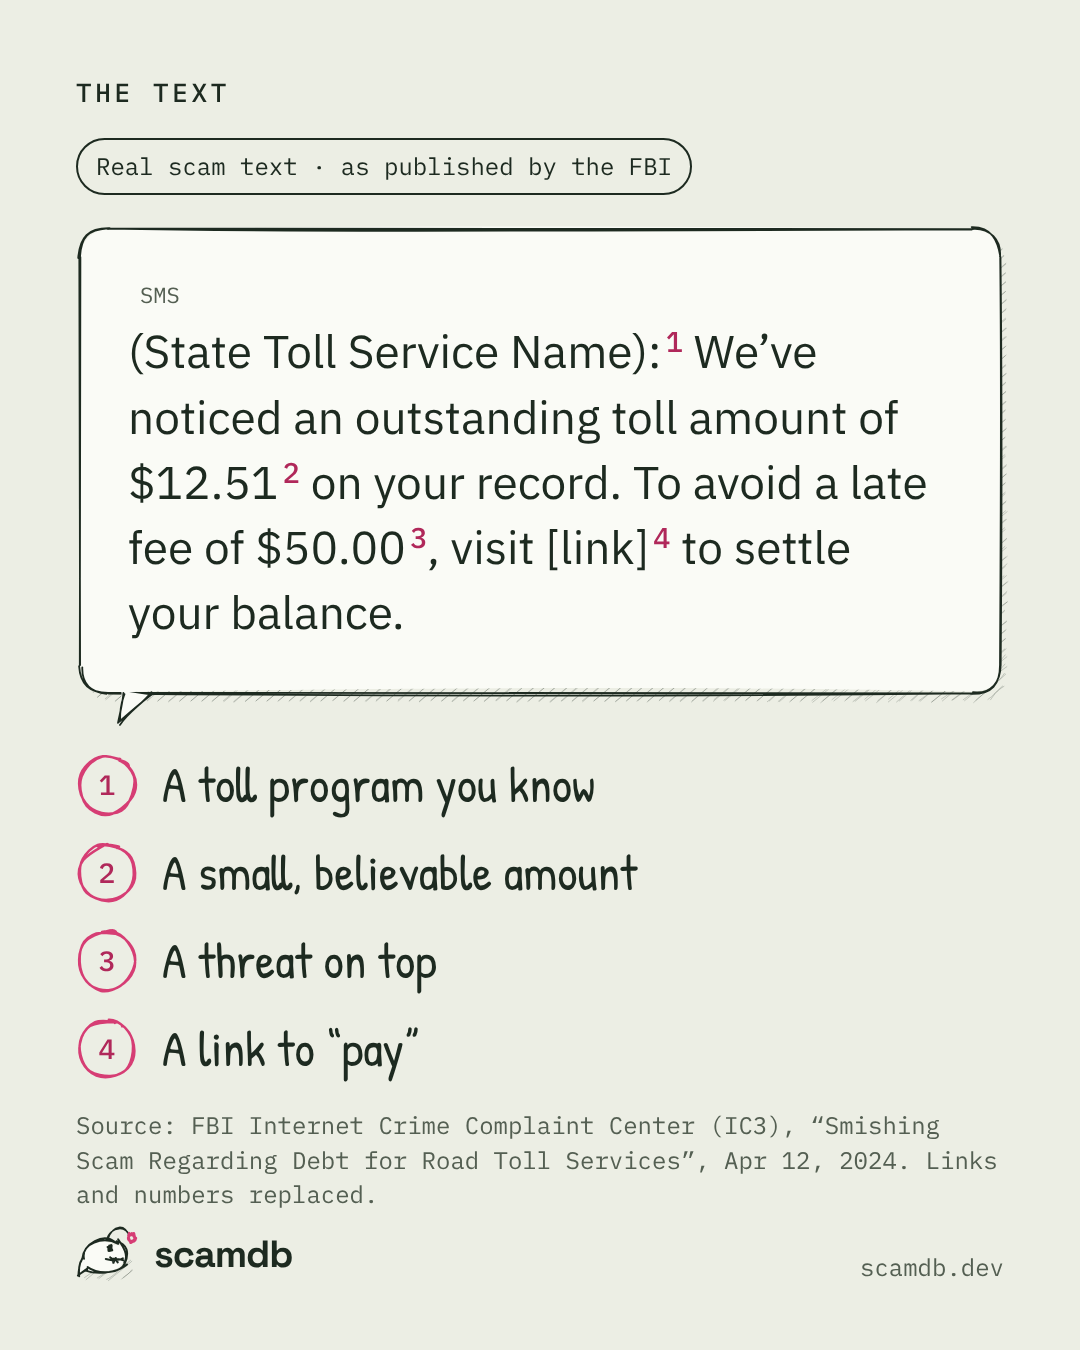 THE TEXT
Real scam text · as published by the FBI
SMS
(State Toll Service Name):¹ We’ve
noticed an outstanding toll amount of
$12.51² on your record. To avoid a late
fee of $50.00³, visit [link]⁴ to settle
your balance.
1 A toll program you know
2 A small, believable amount
3 A threat on top
4 A link to “pay”
Source: FBI Internet Crime Complaint Center (IC3), “Smishing
Scam Regarding Debt for Road Toll Services”, Apr 12, 2024. Links
and numbers replaced.
scamdb
scamdb.dev